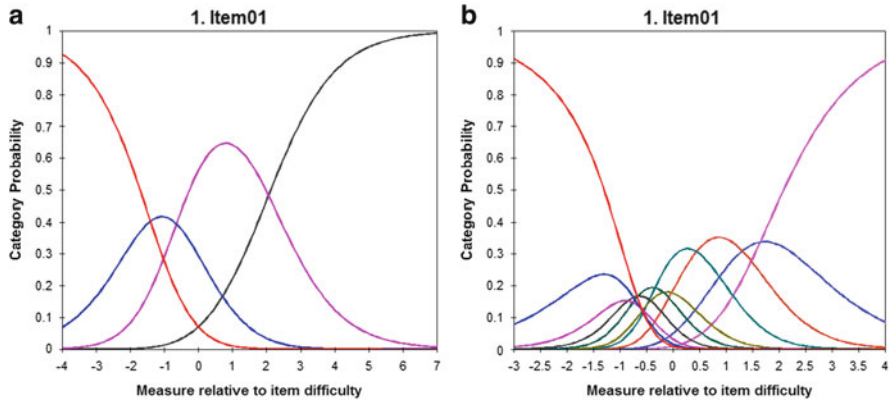 a
1. Item01
Category Probability
1
0.9
0.8
0.7
0.6
0.5
0.4
0.3
0.2
0.1
0
-4 -3 -2 -1 0 1 2 3 4 5 6 7
Measure relative to item difficulty
b
1. Item01
Category Probability
1
0.9
0.8
0.7
0.6
0.5
0.4
0.3
0.2
0.1
0
-3 -2.5 -2 -1.5 -1 -0.5 0 0.5 1 1.5 2 2.5 3 3.5 4
Measure relative to item difficulty